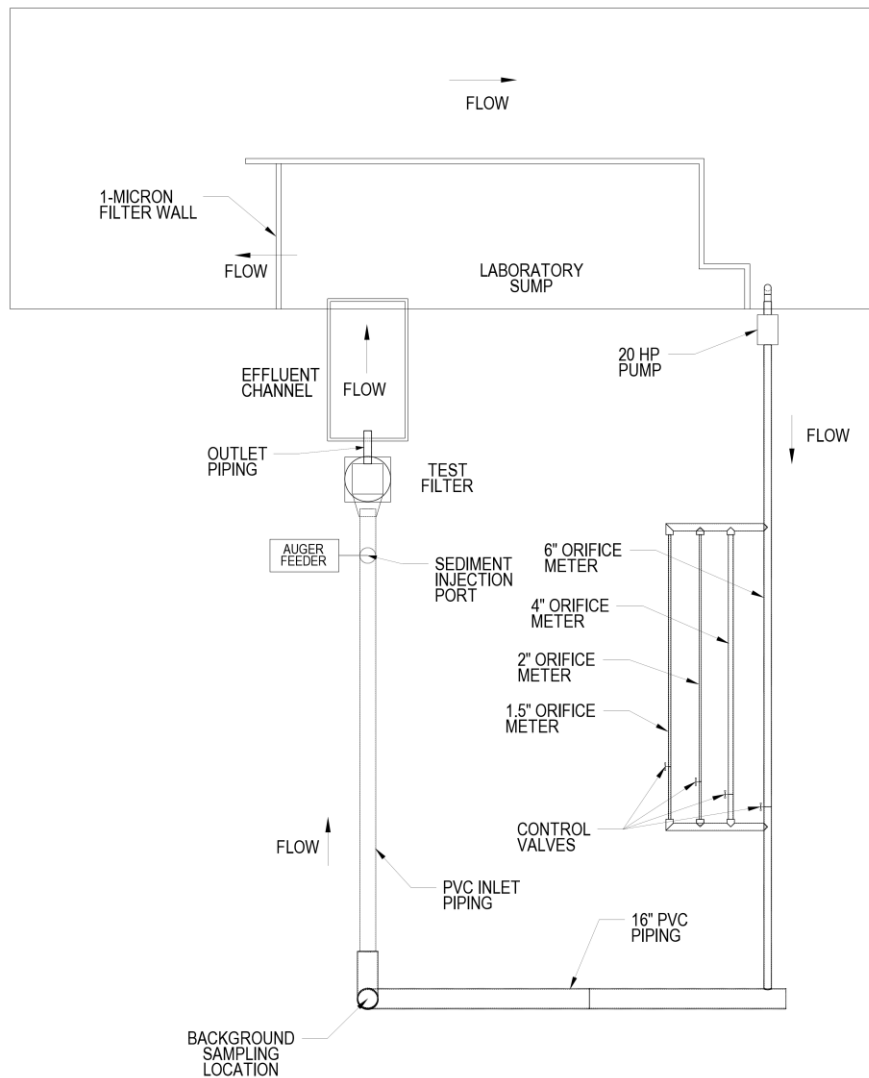 FLOW
1-MICRON
FILTER WALL
FLOW
LABORATORY
SUMP
20 HP
PUMP
EFFLUENT
CHANNEL
FLOW
FLOW
OUTLET
PIPING
TEST
FILTER
AUGER
FEEDER
SEDIMENT
INJECTION
PORT
6" ORIFICE
METER
4" ORIFICE
METER
2" ORIFICE
METER
1.5" ORIFICE
METER
CONTROL
VALVES
FLOW
PVC INLET
PIPING
16" PVC
PIPING
BACKGROUND
SAMPLING
LOCATION